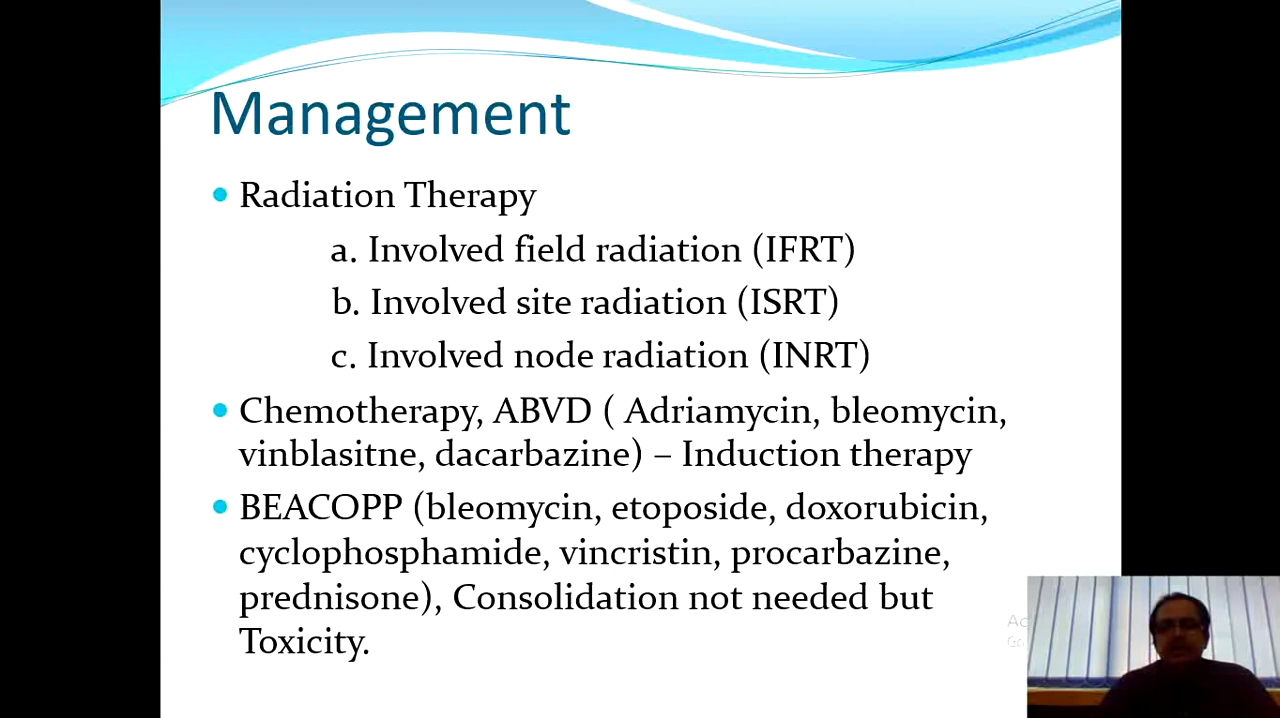 Management
Radiation Therapy
a. Involved field radiation (IFRT)
b. Involved site radiation (ISRT)
c. Involved node radiation (INRT)
Chemotherapy, ABVD ( Adriamycin, bleomycin,
vinblasitne, dacarbazine) – Induction therapy
BEACOPP (bleomycin, etoposide, doxorubicin,
cyclophosphamide, vincristin, procarbazine,
prednisone), Consolidation not needed but
Toxicity.